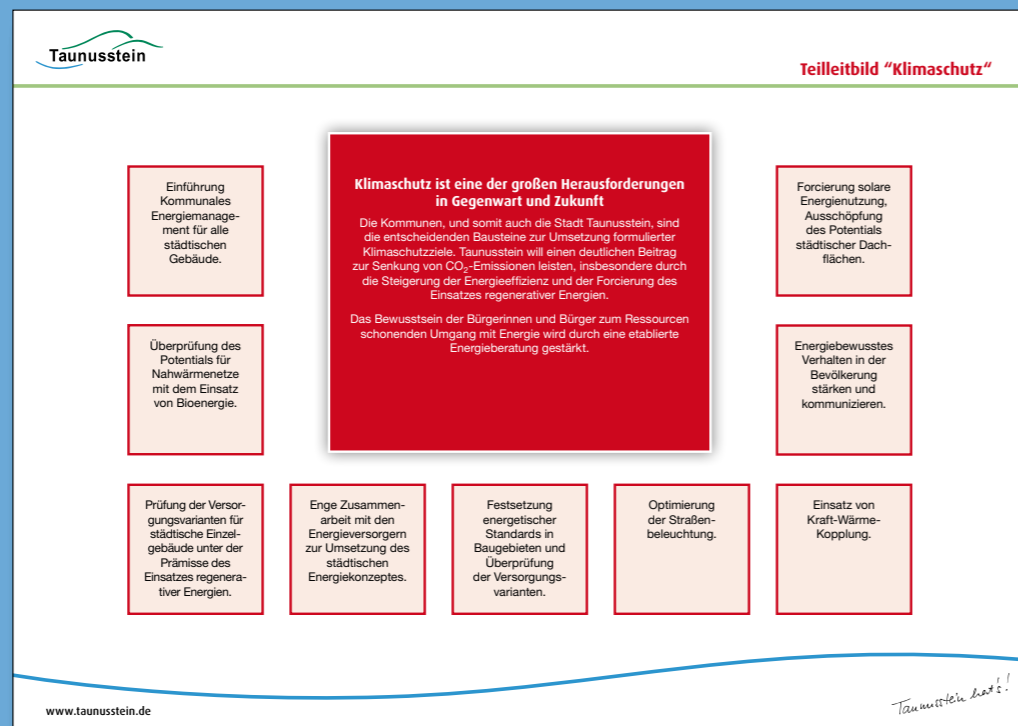 Taunusstein
Teilleitbild “Klimaschutz“
Einführung
Kommunales
Energiemanage-
ment für alle
städtischen
Gebäude.
Klimaschutz ist eine der großen Herausforderungen
in Gegenwart und Zukunft
Die Kommunen, und somit auch die Stadt Taunusstein, sind
die entscheidenden Bausteine zur Umsetzung formulierter
Klimaschutzziele. Taunusstein will einen deutlichen Beitrag
zur Senkung von CO₂-Emissionen leisten, insbesondere durch
die Steigerung der Energieeffizienz und der Forcierung des
Einsatzes regenerativer Energien.
Das Bewusstsein der Bürgerinnen und Bürger zum Ressourcen
schonenden Umgang mit Energie wird durch eine etablierte
Energieberatung gestärkt.
Forcierung solare
Energienutzung,
Ausschöpfung
des Potentials
städtischer Dach-
flächen.
Überprüfung des
Potentials für
Nahwärmenetze
mit dem Einsatz
von Bioenergie.
Energiebewusstes
Verhalten in der
Bevölkerung
stärken und
kommunizieren.
Prüfung der Versor-
gungsvarianten für
städtische Einzel-
gebäude unter der
Prämisse des
Einsatzes regenera-
tiver Energien.
Enge Zusammen-
arbeit mit den
Energieversorgern
zur Umsetzung des
städtischen
Energiekonzeptes.
Festsetzung
energetischer
Standards in
Baugebieten und
Überprüfung
der Versorgungs-
varianten.
Optimierung
der Straßen-
beleuchtung.
Einsatz von
Kraft-Wärme-
Kopplung.
www.taunusstein.de
Taunusstein hat's!